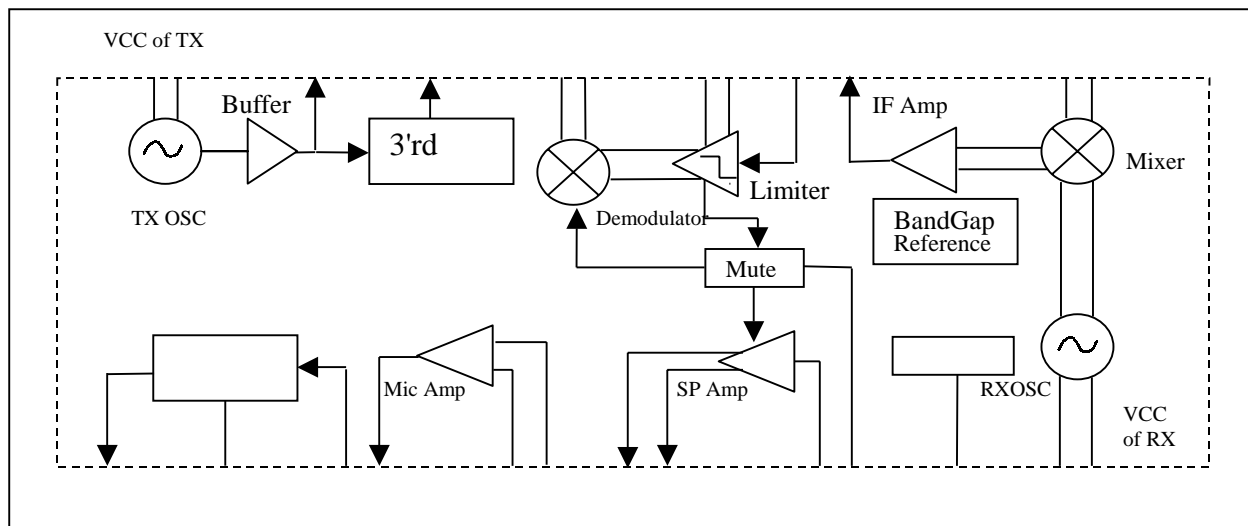 VCC of TX
Buffer
IF Amp
3'rd
Mixer
TX OSC
Demodulator
Limiter
BandGap
Reference
Mute
Mic Amp
SP Amp
RXOSC
VCC
of RX